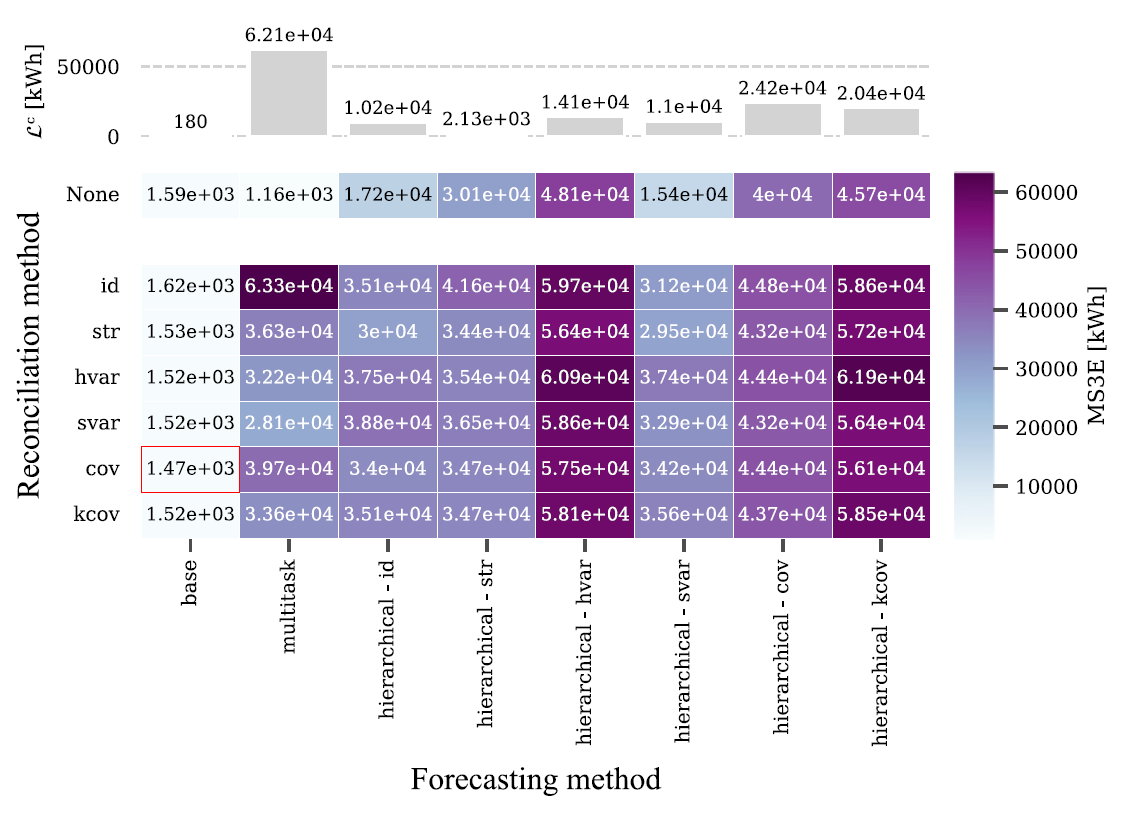 6.21e+04
50000
1.02e+04
2.13e+03
1.41e+04
1.1e+04
2.42e+04
2.04e+04
180
0
ℒᶜ [kWh]
None 1.59e+03 1.16e+03 1.72e+04 3.01e+04 4.81e+04 1.54e+04 4e+04 4.57e+04
id 1.62e+03 6.33e+04 3.51e+04 4.16e+04 5.97e+04 3.12e+04 4.48e+04 5.86e+04
str 1.53e+03 3.63e+04 3e+04 3.44e+04 5.64e+04 2.95e+04 4.32e+04 5.72e+04
hvar 1.52e+03 3.22e+04 3.75e+04 3.54e+04 6.09e+04 3.74e+04 4.44e+04 6.19e+04
svar 1.52e+03 2.81e+04 3.88e+04 3.65e+04 5.86e+04 3.29e+04 4.32e+04 5.64e+04
cov 1.47e+03 3.97e+04 3.4e+04 3.47e+04 5.75e+04 3.42e+04 4.44e+04 5.61e+04
kcov 1.52e+03 3.36e+04 3.51e+04 3.47e+04 5.81e+04 3.56e+04 4.37e+04 5.85e+04
Reconciliation method
base
multitask
hierarchical - id
hierarchical - str
hierarchical - hvar
hierarchical - svar
hierarchical - cov
hierarchical - kcov
Forecasting method
60000
50000
40000
30000
20000
10000
MS3E [kWh]